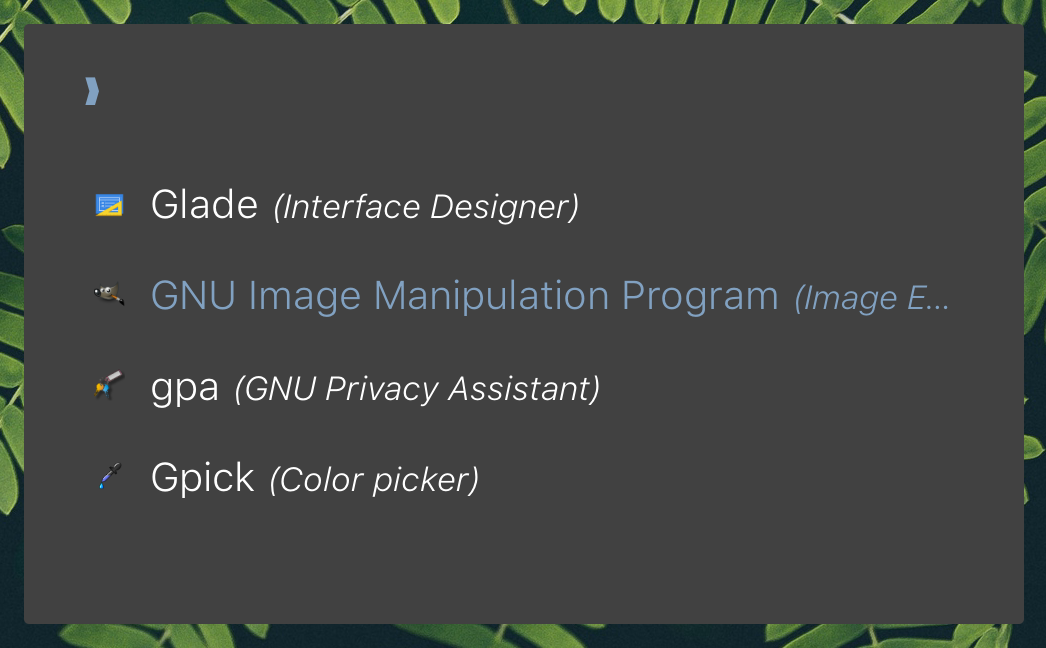 ❱
Glade (Interface Designer)
GNU Image Manipulation Program (Image E...
gpa (GNU Privacy Assistant)
Gpick (Color picker)